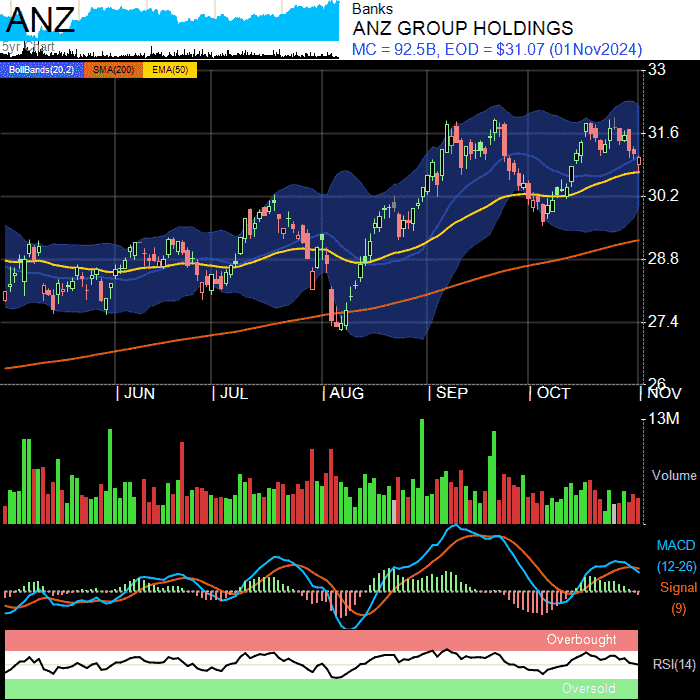 ANZ
5yr Chart
Banks
ANZ GROUP HOLDINGS
MC = 92.5B, EOD = $31.07 (01Nov2024)
BollBands(20,2) SMA(200) EMA(50)
33
31.6
30.2
28.8
27.4
26
JUN JUL AUG SEP OCT NOV
13M
Volume
MACD
(12-26)
Signal
(9)
Overbought
RSI(14)
Oversold